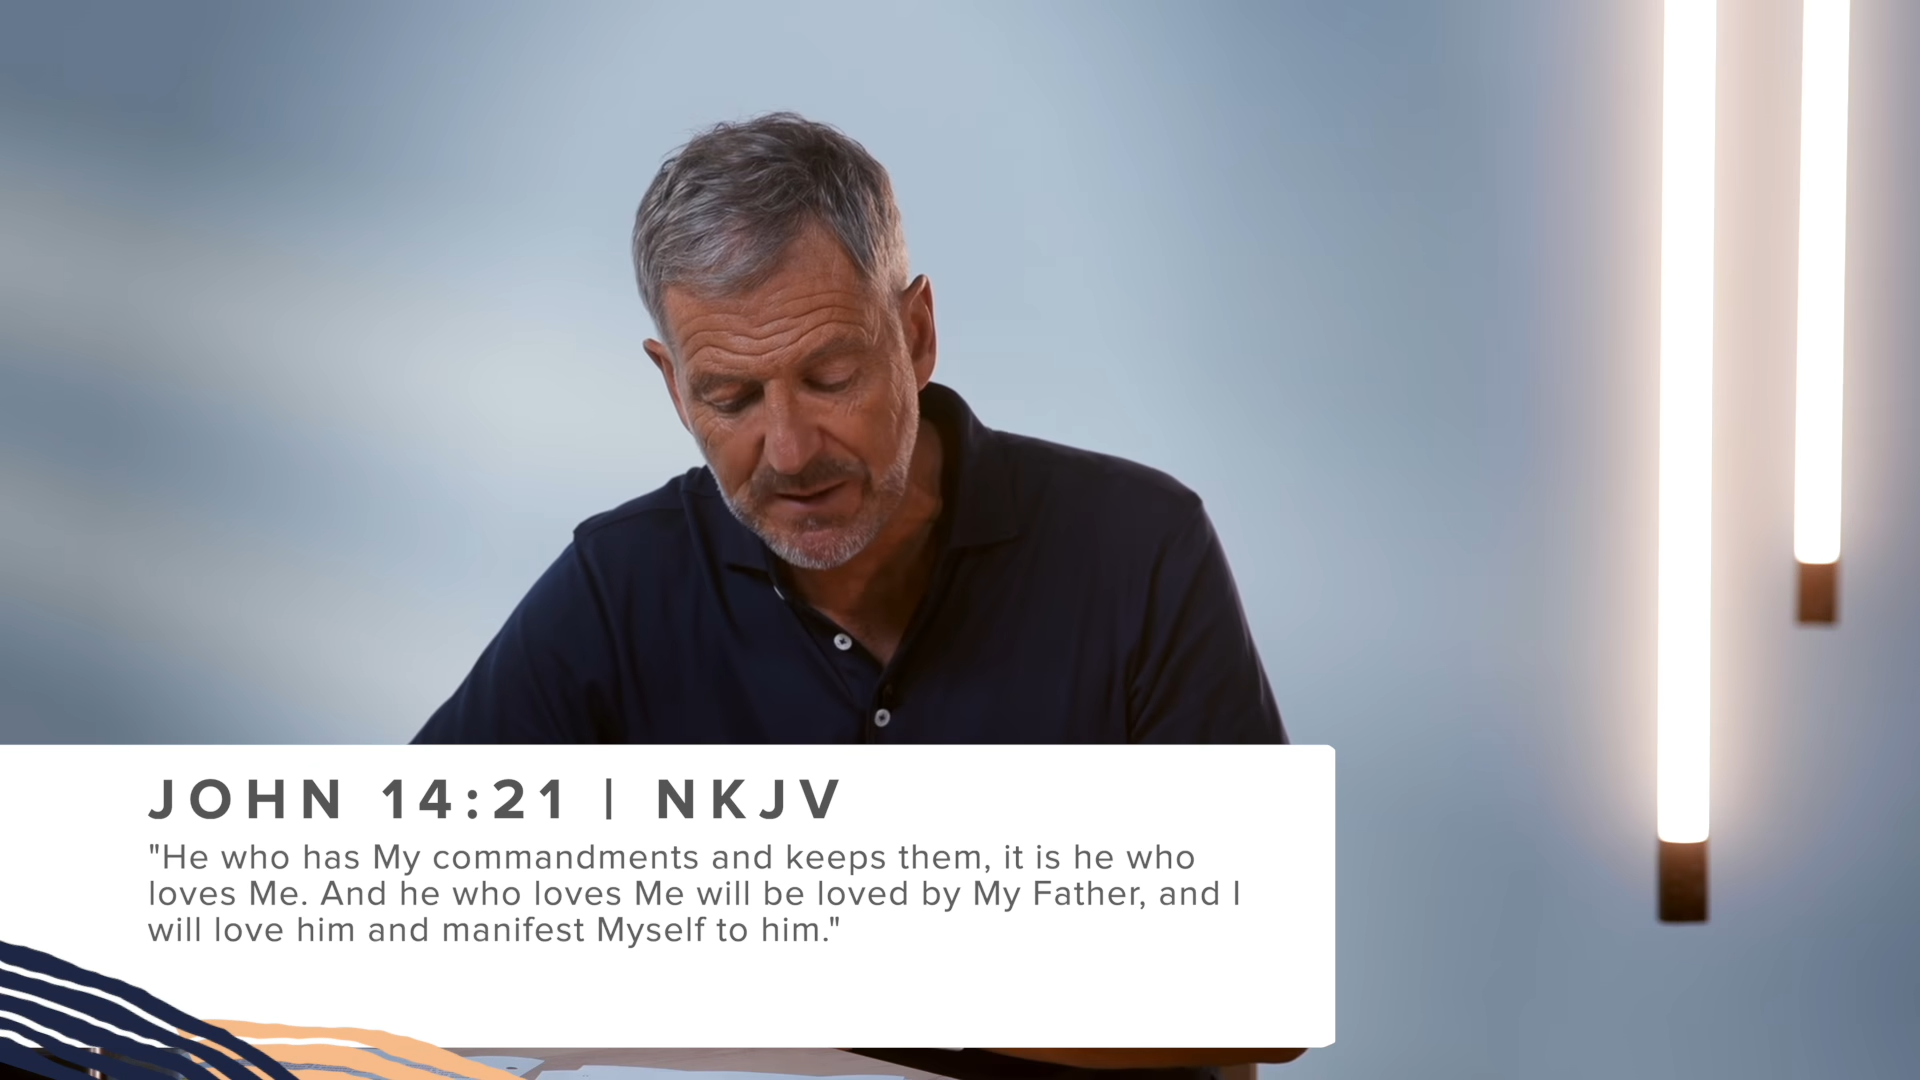 JOHN 14:21 | NKJV
"He who has My commandments and keeps them, it is he who
loves Me. And he who loves Me will be loved by My Father, and I
will love him and manifest Myself to him."